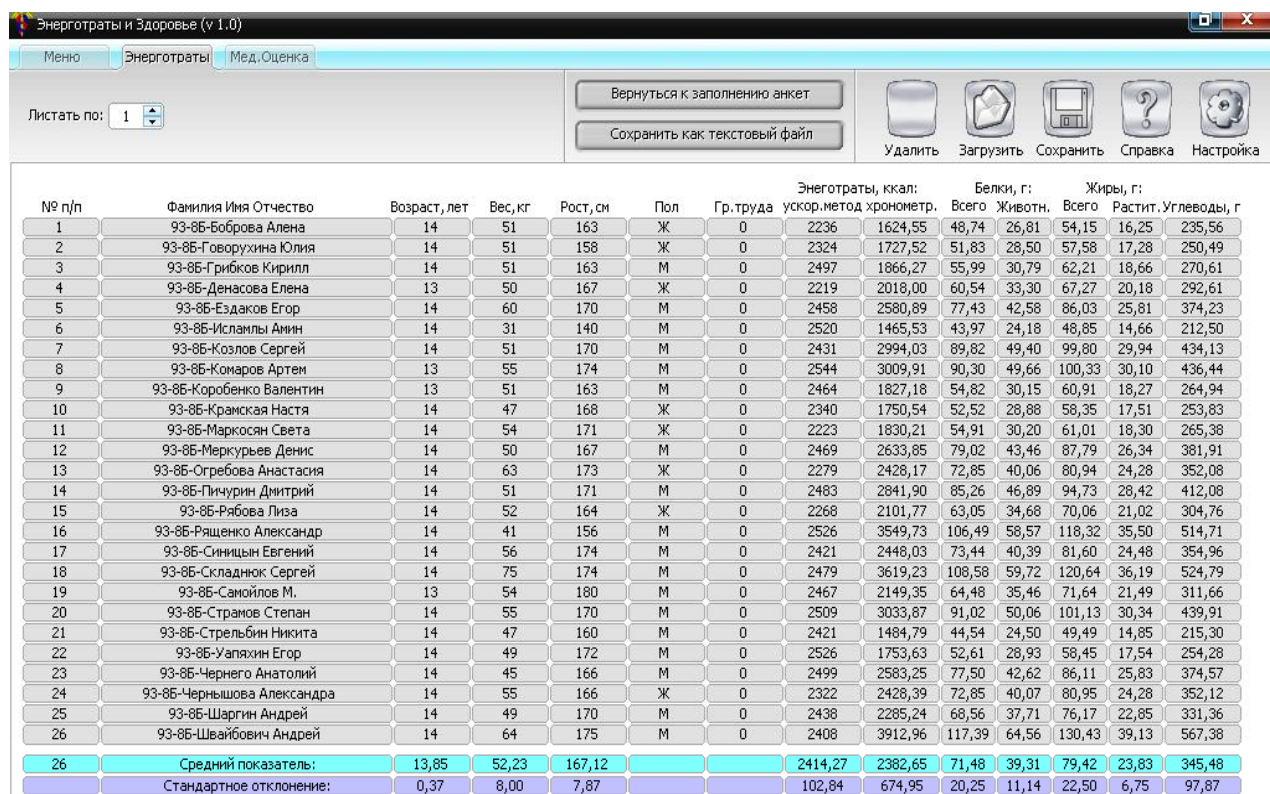 Энерготраты и Здоровье (v 1.0)
Меню Энерготраты Мед.Оценка
Листать по: 1
Вернуться к заполнению анкет
Сохранить как текстовый файл
Удалить Загрузить Сохранить Справка Настройка
Энеготраты, ккал: Белки, г: Жиры, г:
№ п/п Фамилия Имя Отчество Возраст, лет Вес, кг Рост, см Пол Гр.труда ускор.метод хронометр. Всего Животн. Всего Растит. Углеводы, г
1 93-8Б-Боброва Алена 14 51 163 Ж 0 2236 1624,55 48,74 26,81 54,15 16,25 235,56
2 93-8Б-Говорухина Юлия 14 51 158 Ж 0 2324 1727,52 51,83 28,50 57,58 17,28 250,49
3 93-8Б-Грибков Кирилл 14 51 163 М 0 2497 1866,27 55,99 30,79 62,21 18,66 270,61
4 93-8Б-Денасова Елена 13 50 167 Ж 0 2219 2018,00 60,54 33,30 67,27 20,18 292,61
5 93-8Б-Ездаков Егор 14 60 170 М 0 2458 2580,89 77,43 42,58 86,03 25,81 374,23
6 93-8Б-Исламлы Амин 14 31 140 М 0 2520 1465,53 43,97 24,18 48,85 14,66 212,50
7 93-8Б-Козлов Сергей 14 51 170 М 0 2431 2994,03 89,82 49,40 99,80 29,94 434,13
8 93-8Б-Комаров Артем 13 55 174 М 0 2544 3009,91 90,30 49,66 100,33 30,10 436,44
9 93-8Б-Коробенко Валентин 13 51 163 М 0 2464 1827,18 54,82 30,15 60,91 18,27 264,94
10 93-8Б-Крамская Настя 14 47 168 Ж 0 2340 1750,54 52,52 28,88 58,35 17,51 253,83
11 93-8Б-Маркосян Света 14 54 171 Ж 0 2223 1830,21 54,91 30,20 61,01 18,30 265,38
12 93-8Б-Меркурьев Денис 14 50 167 М 0 2469 2633,85 79,02 43,46 87,79 26,34 381,91
13 93-8Б-Огребова Анастасия 14 63 173 Ж 0 2279 2428,17 72,85 40,06 80,94 24,28 352,08
14 93-8Б-Пичурин Дмитрий 14 51 171 М 0 2483 2841,90 85,26 46,89 94,73 28,42 412,08
15 93-8Б-Рябова Лиза 14 52 164 Ж 0 2268 2101,77 63,05 34,68 70,06 21,02 304,76
16 93-8Б-Рященко Александр 14 41 156 М 0 2526 3549,73 106,49 58,57 118,32 35,50 514,71
17 93-8Б-Синицын Евгений 14 56 174 М 0 2421 2448,03 73,44 40,39 81,60 24,48 354,96
18 93-8Б-Складнюк Сергей 14 75 174 М 0 2479 3619,23 108,58 59,72 120,64 36,19 524,79
19 93-8Б-Самойлов М. 13 54 180 М 0 2467 2149,35 64,48 35,46 71,64 21,49 311,66
20 93-8Б-Страмов Степан 14 55 170 М 0 2509 3033,87 91,02 50,06 101,13 30,34 439,91
21 93-8Б-Стрельбин Никита 14 47 160 М 0 2421 1484,79 44,54 24,50 49,49 14,85 215,30
22 93-8Б-Уапяхин Егор 14 49 172 М 0 2526 1753,63 52,61 28,93 58,45 17,54 254,28
23 93-8Б-Чернего Анатолий 14 45 166 М 0 2499 2583,25 77,50 42,62 86,11 25,83 374,57
24 93-8Б-Чернышова Александра 14 55 166 Ж 0 2322 2428,39 72,85 40,07 80,95 24,28 352,12
25 93-8Б-Шаргин Андрей 14 49 170 М 0 2438 2285,24 68,56 37,71 76,17 22,85 331,36
26 93-8Б-Швайбович Андрей 14 64 175 М 0 2408 3912,96 117,39 64,56 130,43 39,13 567,38
26 Средний показатель: 13,85 52,23 167,12 2414,27 2382,65 71,48 39,31 79,42 23,83 345,48
Стандартное отклонение: 0,37 8,00 7,87 102,84 674,95 20,25 11,14 22,50 6,75 97,87